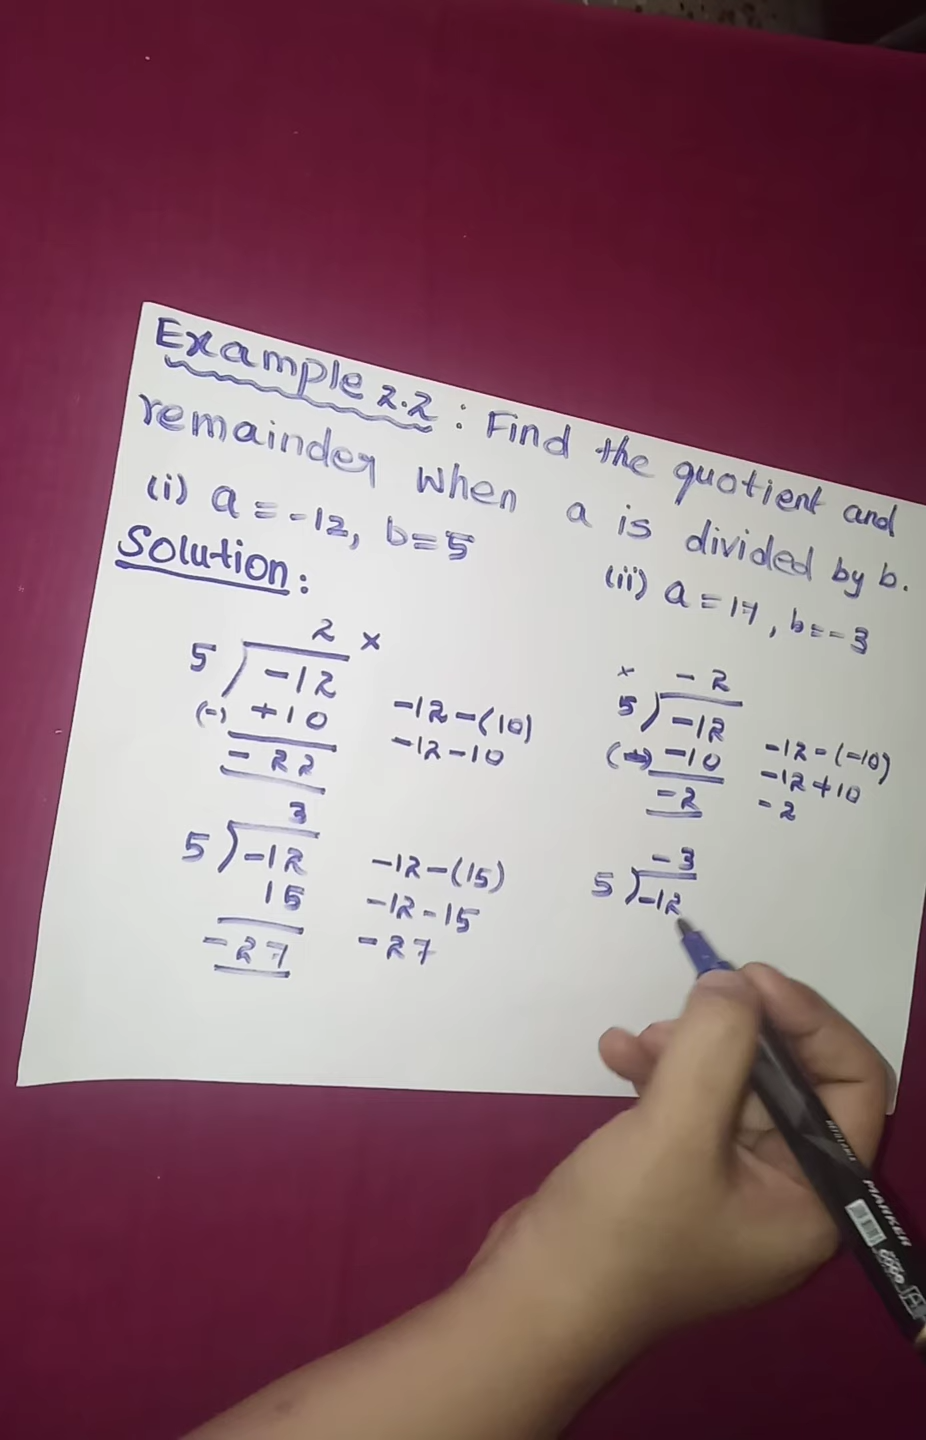 Example 2.2 : Find the quotient and
remainder when a is divided by b.
(i) a = -12, b = 5
(ii) a = 17, b = -3
Solution:
2 x
5 -12
(-) +10
-22
-12-(10)
-12-10
x -2
5 -12
(-) -10
-2
-12-(-10)
-12+10
-2
3
5 -12
15
-27
-12-(15)
-12-15
-27
-3
5 -12
MARKER